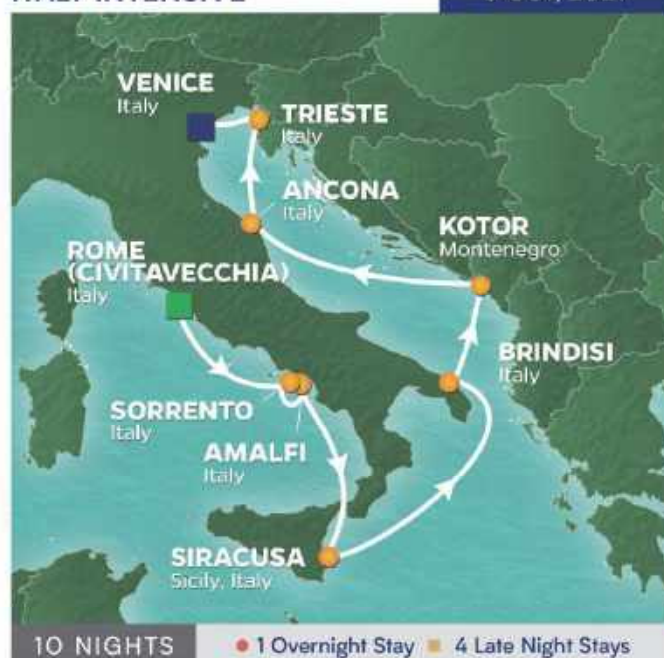 VENICE
Italy
TRIESTE
Italy
ANCONA
Italy
KOTOR
Montenegro
ROME
(CIVITAVECCHIA)
Italy
BRINDISI
Italy
SORRENTO
Italy
AMALFI
Italy
SIRACUSA
Sicily, Italy
10 NIGHTS
1 Overnight Stay
4 Late Night Stays